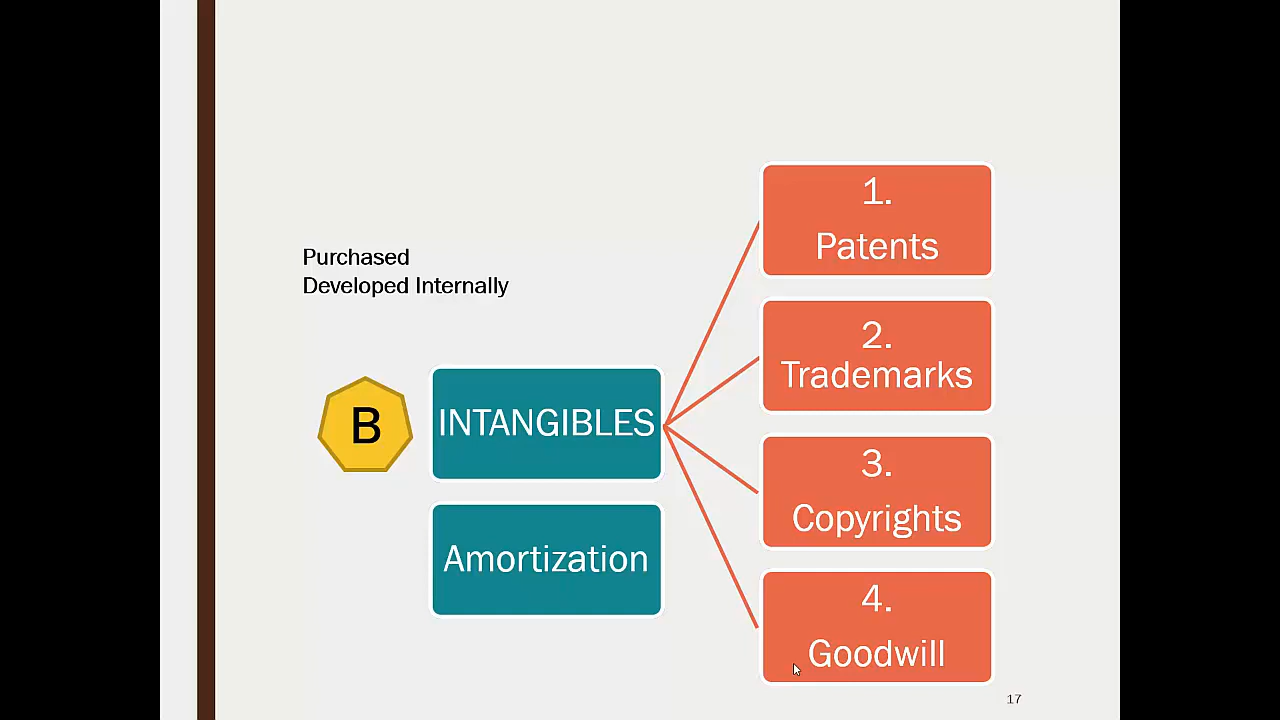 Purchased
Developed Internally
B
INTANGIBLES
Amortization
1.
Patents
2.
Trademarks
3.
Copyrights
4.
Goodwill
17